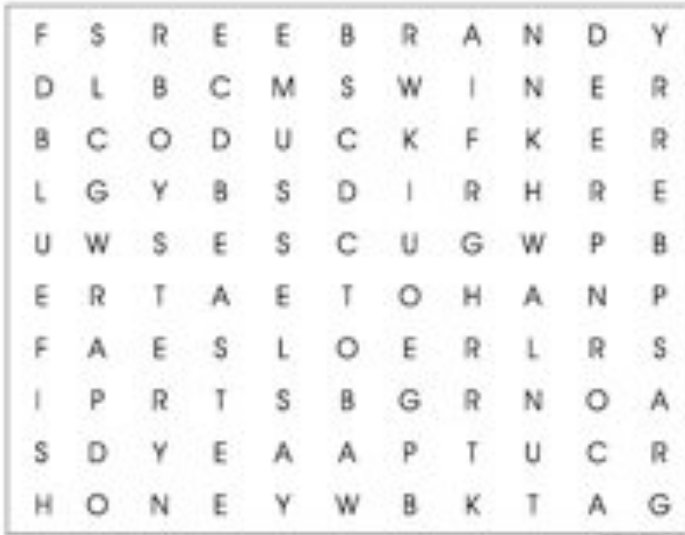 F S R E E B R A N D Y
D L B C M S W I N E R
B C O D U C K F K E R
L G Y B S D I R H R E
U W S E S C U G W P B
E R T A E T O H A N P
F A E S L O E R L R S
I P R T S B G R N O A
S D Y E A A P T U C R
H O N E Y W B K T A G